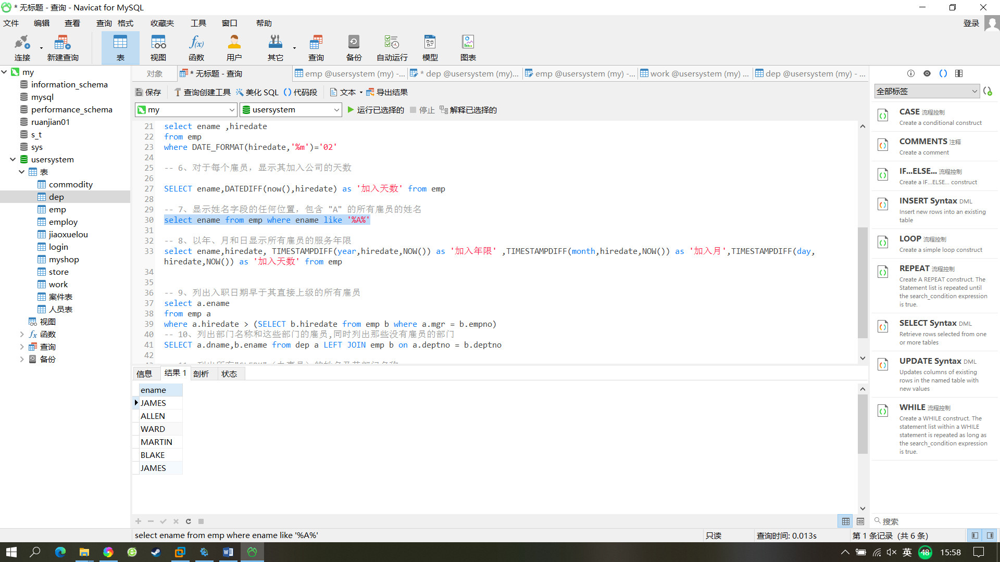 * 无标题 - 查询 - Navicat for MySQL
文件 编辑 查看 查询 格式 收藏夹 工具 窗口 帮助 登录
连接 新建查询 表 视图 函数 用户 其它 查询 备份 自动运行 模型 图表
my
information_schema
mysql
performance_schema
ruanjian01
s_t
sys
usersystem
表
commodity
dep
emp
employ
jiaoxuelou
login
myshop
store
work
案件表
人员表
视图
函数
查询
备份
对象 * 无标题 - 查询 emp @usersystem (my) -... * dep @usersystem (my)... emp @usersystem (my) -... work @usersystem (my) ... dep @usersystem (my) - ...
保存 查询创建工具 美化 SQL () 代码段 文本 导出结果
my usersystem 运行已选择的 停止 解释已选择的
21 select ename ,hiredate
22 from emp
23 where DATE_FORMAT(hiredate,'%m')='02'
24
25 -- 6、对于每个雇员，显示其加入公司的天数
26
27 SELECT ename,DATEDIFF(now(),hiredate) as '加入天数' from emp
28
29 -- 7、显示姓名字段的任何位置，包含 "A" 的所有雇员的姓名
30 select ename from emp where ename like '%A%'
31
32 -- 8、以年、月和日显示所有雇员的服务年限
33 select ename,hiredate, TIMESTAMPDIFF(year,hiredate,NOW()) as '加入年限' ,TIMESTAMPDIFF(month,hiredate,NOW()) as '加入月',TIMESTAMPDIFF(day,
hiredate,NOW()) as '加入天数' from emp
34
35
36 -- 9、列出入职日期早于其直接上级的所有雇员
37 select a.ename
38 from emp a
39 where a.hiredate > (SELECT b.hiredate from emp b where a.mgr = b.empno)
40 -- 10、列出部门名称和这些部门的雇员,同时列出那些没有雇员的部门
41 SELECT a.dname,b.ename from dep a LEFT JOIN emp b on a.deptno = b.deptno
42
信息 结果 1 剖析 状态
ename
JAMES
ALLEN
WARD
MARTIN
BLAKE
JAMES
select ename from emp where ename like '%A%' 只读 查询时间: 0.013s 第 1 条记录 (共 6 条)
全部标签
CASE 流程控制
Create a conditional construct
COMMENTS 注释
Create a comment
IF...ELSE... 流程控制
Create a IF...ELSE... construct
INSERT Syntax DML
Insert new rows into an existing
table
LOOP 流程控制
Create a simple loop construct
REPEAT 流程控制
Create A REPEAT construct. The
Statement list is repeated until
the search_condition expression
is true.
SELECT Syntax DML
Retrieve rows selected from one
or more tables
UPDATE Syntax DML
Updates columns of existing
rows in the named table with
new values
WHILE 流程控制
Create a WHILE construct. The
statement list within a WHILE
statement is repeated as long as
the search_condition expression
is true.
搜索
英 48 15:58